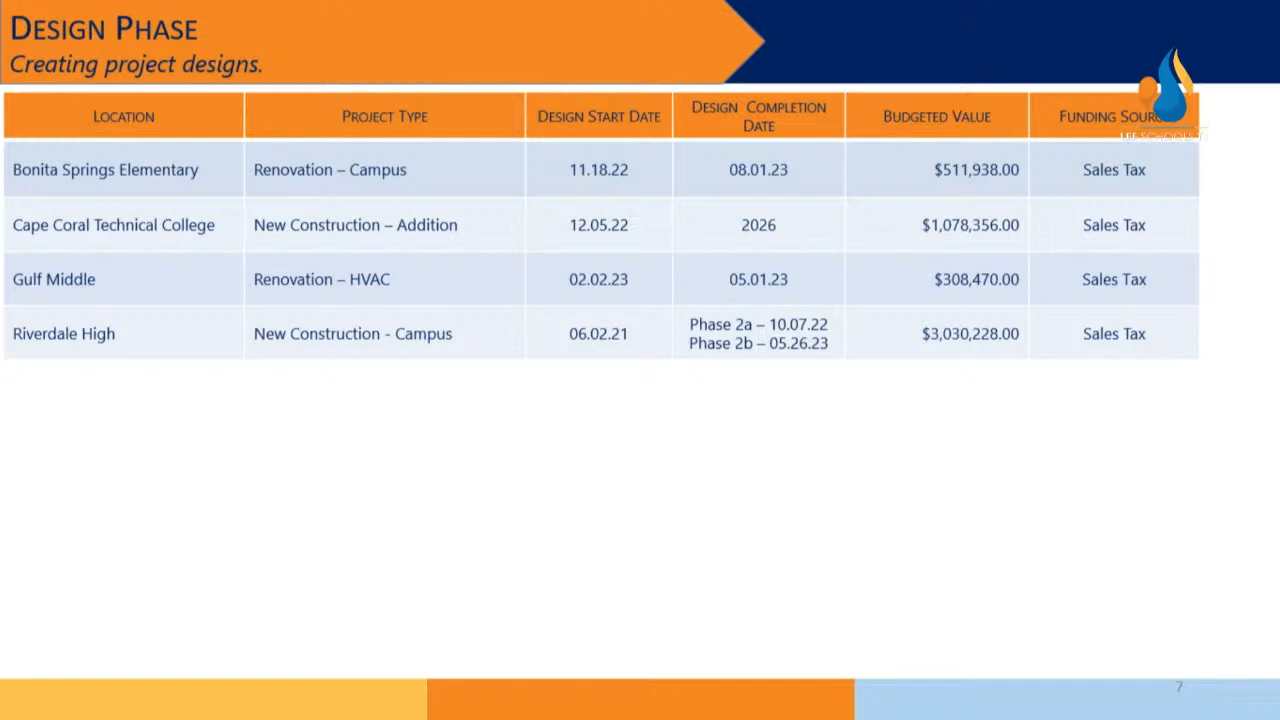 DESIGN PHASE
Creating project designs.
LOCATION PROJECT TYPE DESIGN START DATE DESIGN COMPLETION DATE BUDGETED VALUE FUNDING
Bonita Springs Elementary Renovation – Campus 11.18.22 08.01.23 $511,938.00 Sales Tax
Cape Coral Technical College New Construction – Addition 12.05.22 2026 $1,078,356.00 Sales Tax
Gulf Middle Renovation – HVAC 02.02.23 05.01.23 $308,470.00 Sales Tax
Riverdale High New Construction - Campus 06.02.21 Phase 2a – 10.07.22 Phase 2b – 05.26.23 $3,030,228.00 Sales Tax
7